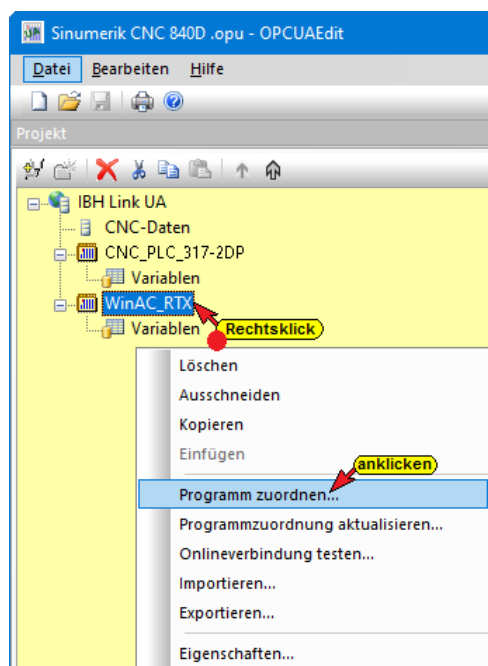 Sinumerik CNC 840D .opu - OPCUAEdit
Datei Bearbeiten Hilfe
Projekt
IBH Link UA
CNC-Daten
CNC_PLC_317-2DP
Variablen
WinAC_RTX
Variablen Rechtsklick
Löschen
Ausschneiden
Kopieren
Einfügen
anklicken
Programm zuordnen...
Programmzuordnung aktualisieren...
Onlineverbindung testen...
Importieren...
Exportieren...
Eigenschaften...